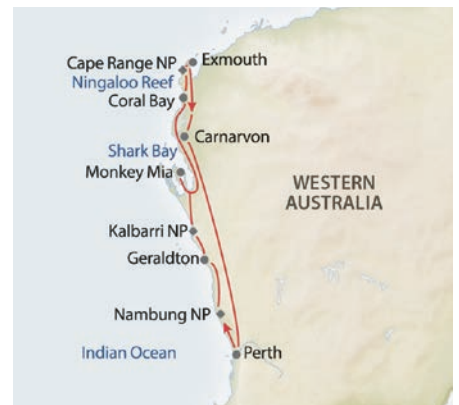 Cape Range NP
Exmouth
Ningaloo Reef
Coral Bay
Carnarvon
Shark Bay
Monkey Mia
WESTERN
AUSTRALIA
Kalbarri NP
Geraldton
Nambung NP
Indian Ocean
Perth